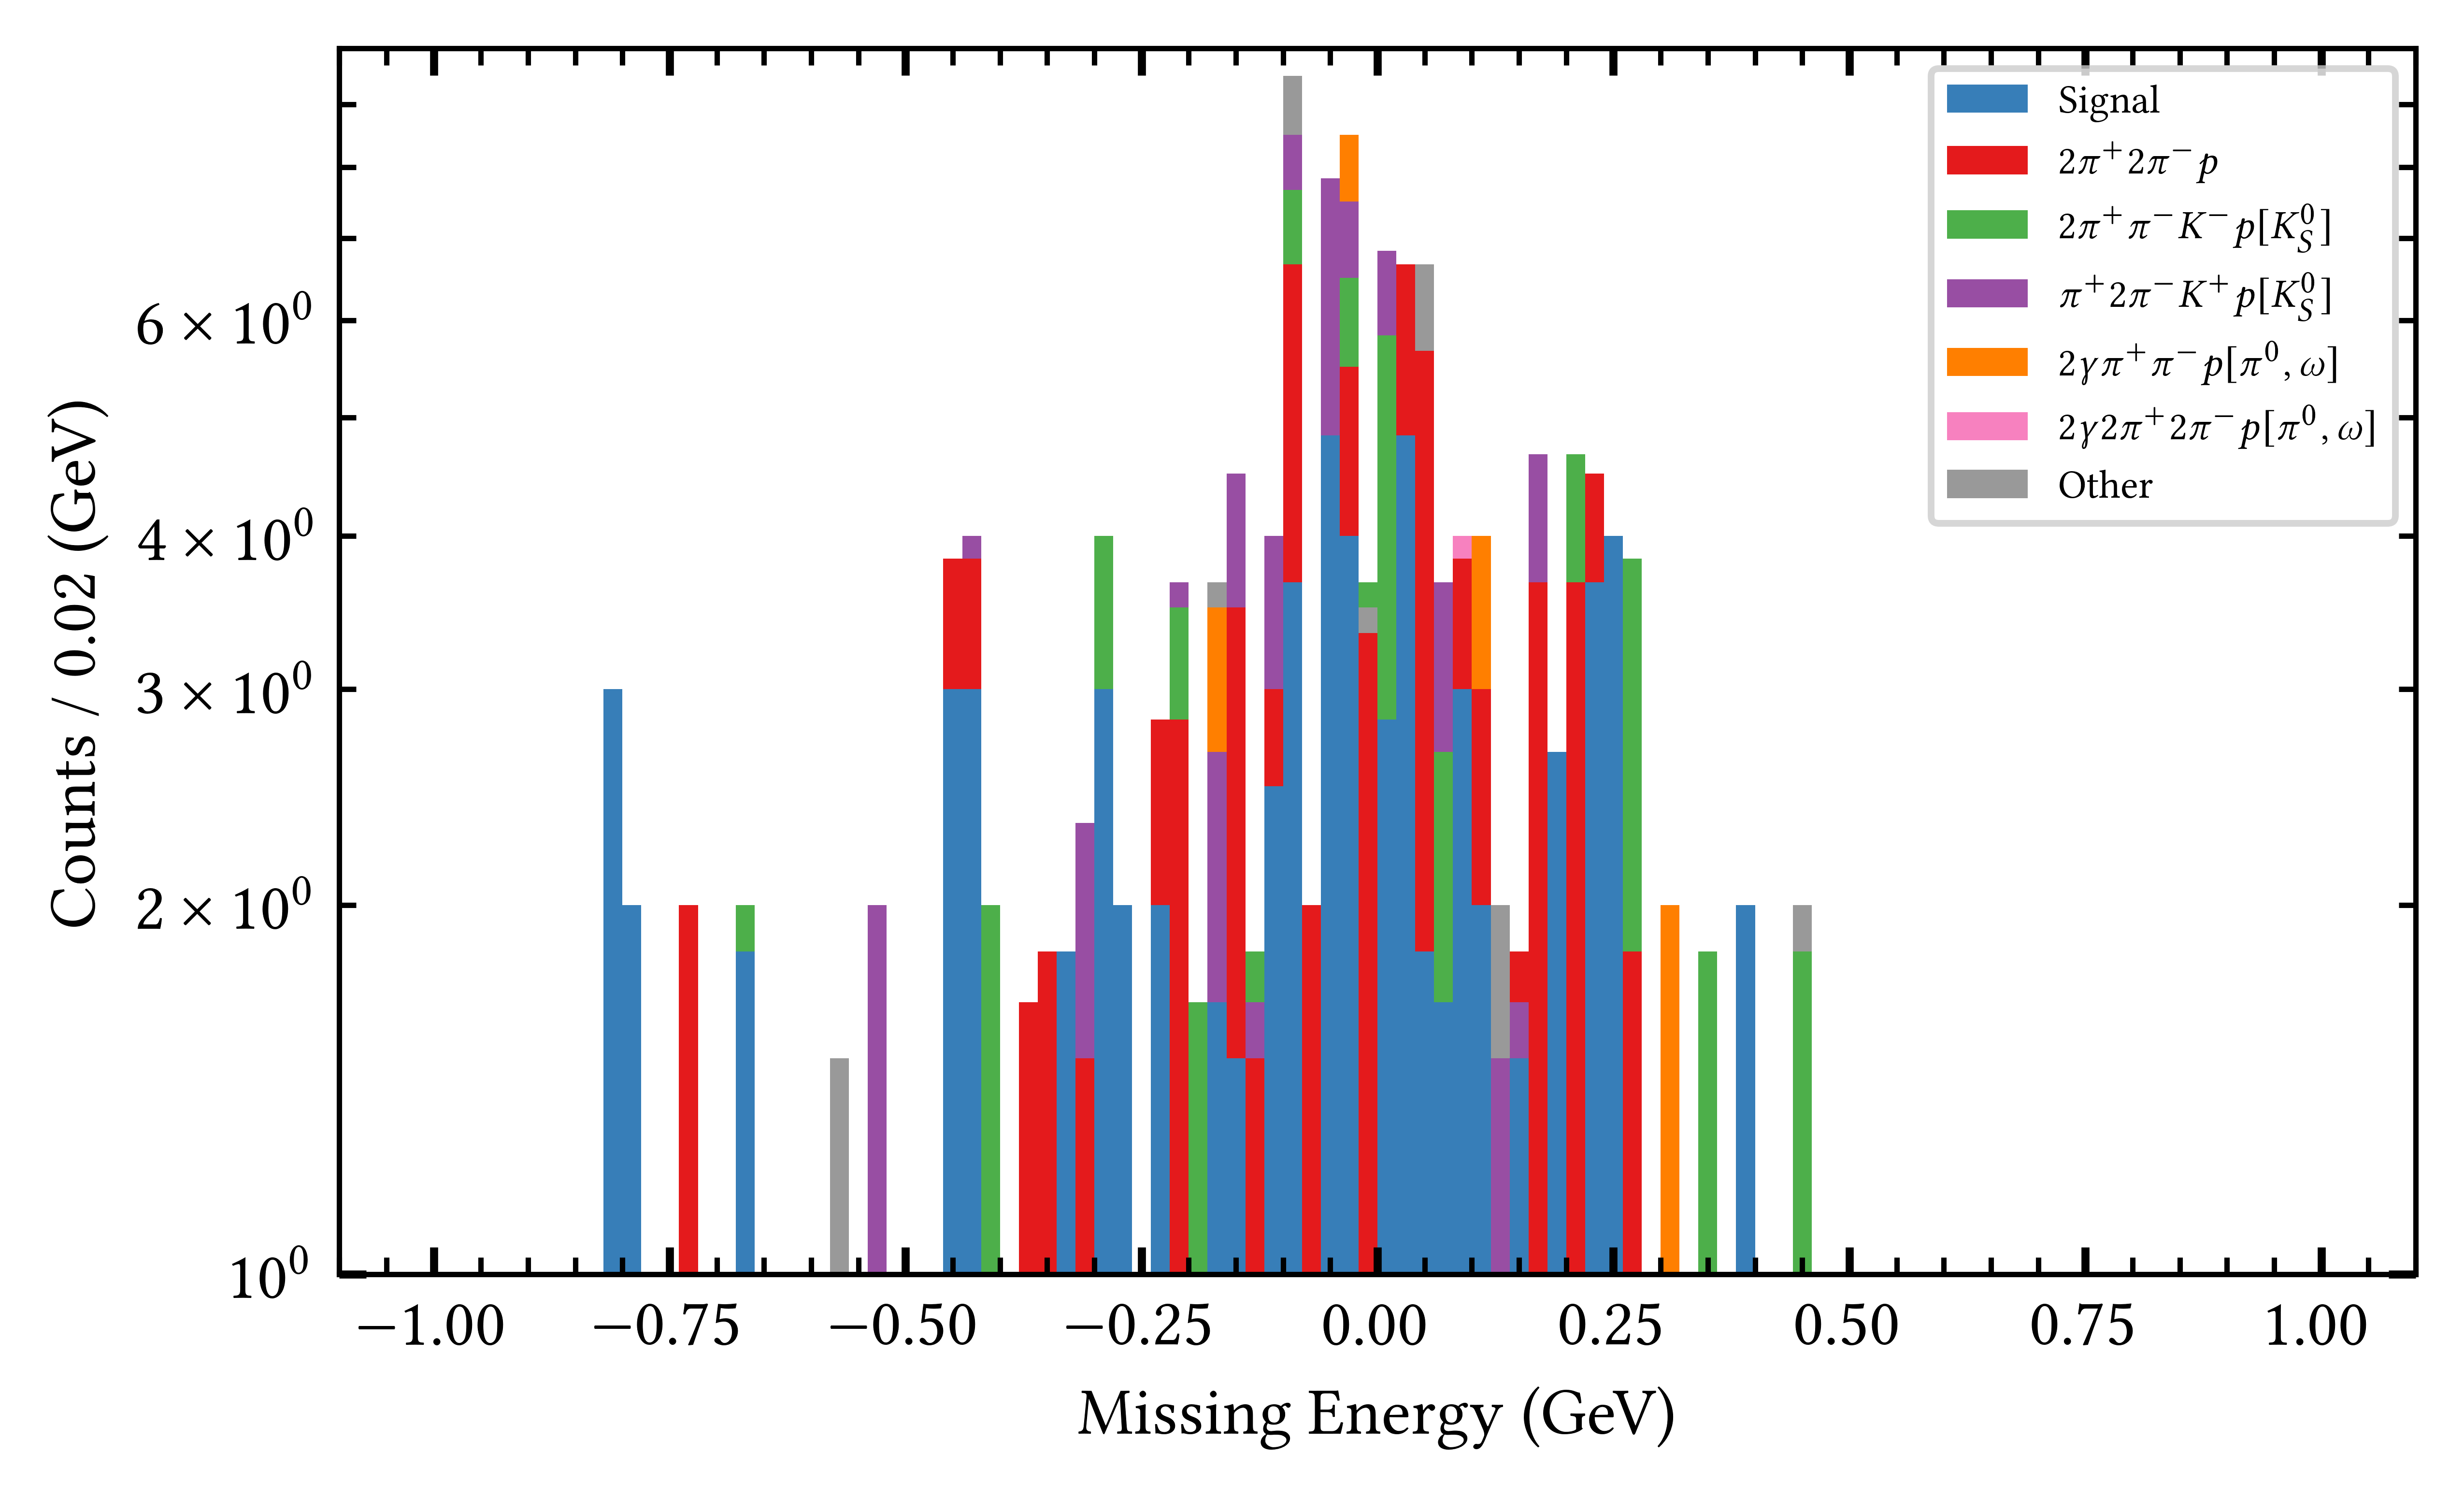 Counts / 0.02 (GeV)
6 × 10⁰
4 × 10⁰
3 × 10⁰
2 × 10⁰
10⁰
−1.00 −0.75 −0.50 −0.25 0.00 0.25 0.50 0.75 1.00
Missing Energy (GeV)
Signal
2π⁺2π⁻p
2π⁺π⁻K⁻p[K⁰_S]
π⁺2π⁻K⁺p[K⁰_S]
2γπ⁺π⁻p[π⁰, ω]
2γ2π⁺2π⁻p[π⁰, ω]
Other